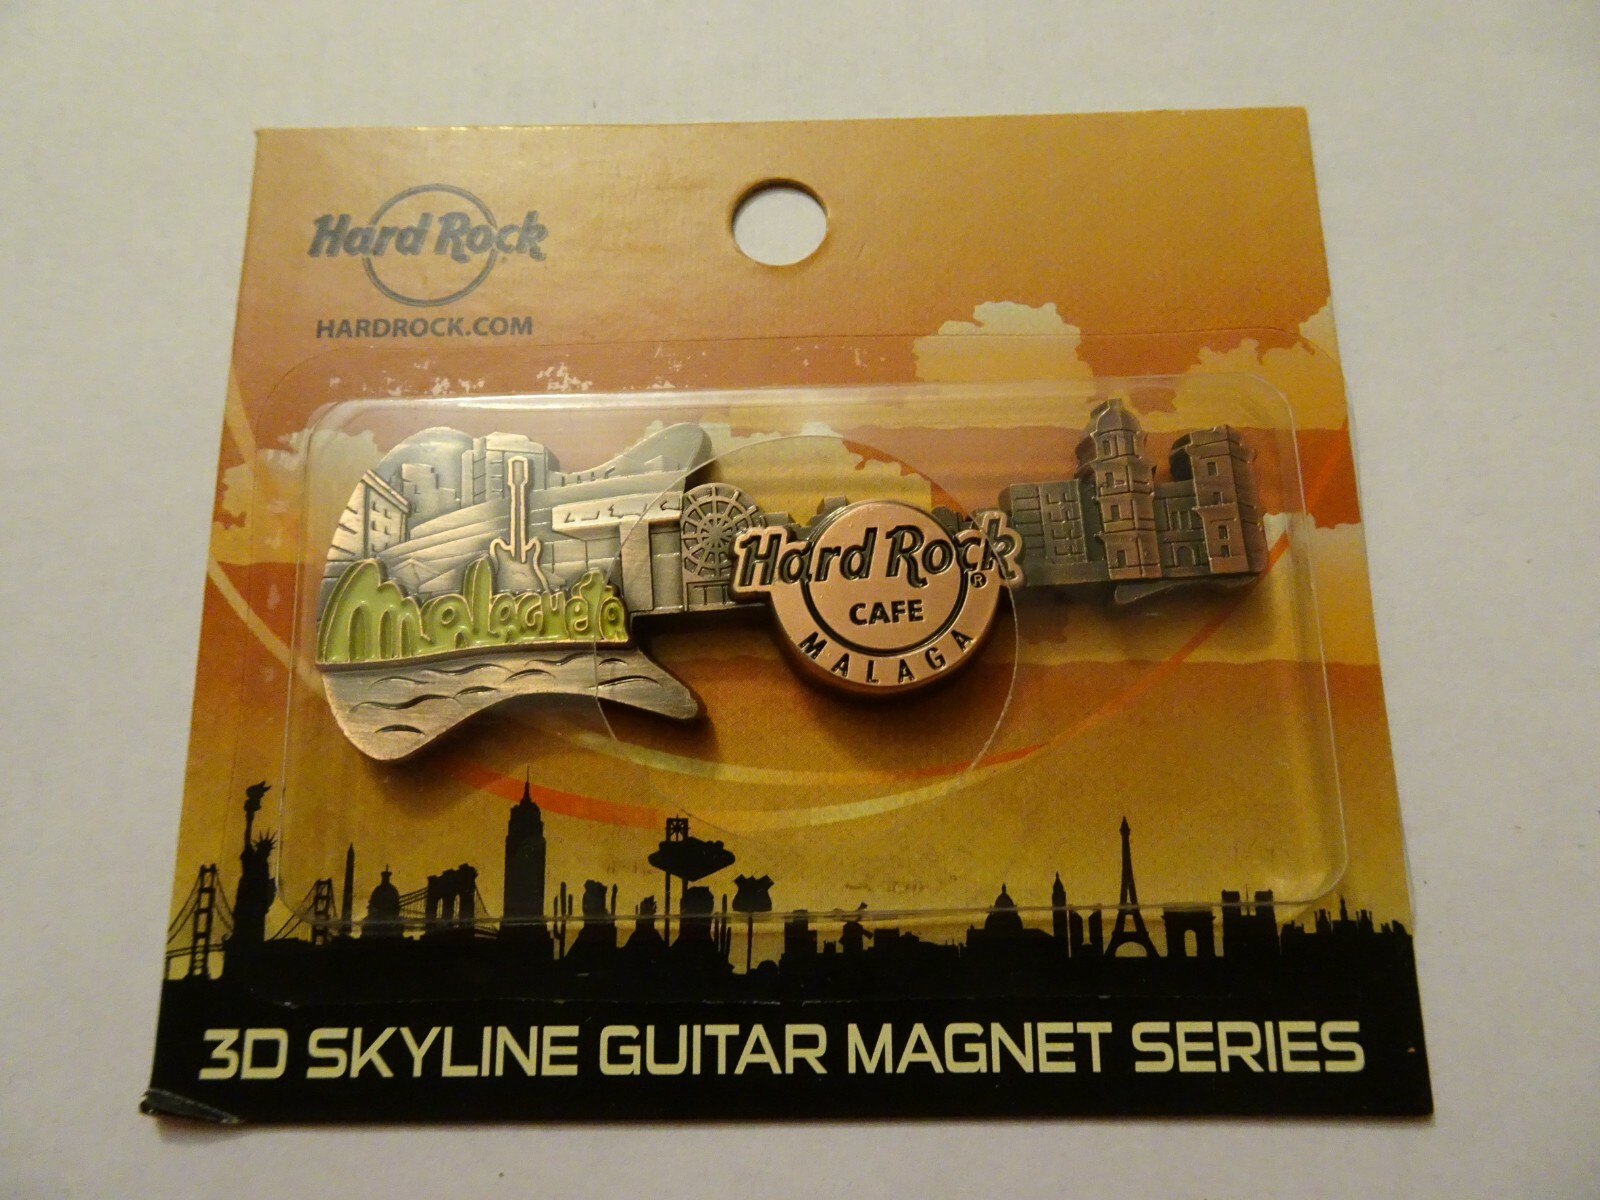 Hard Rock
HARDROCK.COM
Malagueta
Hard Rock ®
CAFE
MALAGA
3D SKYLINE GUITAR MAGNET SERIES